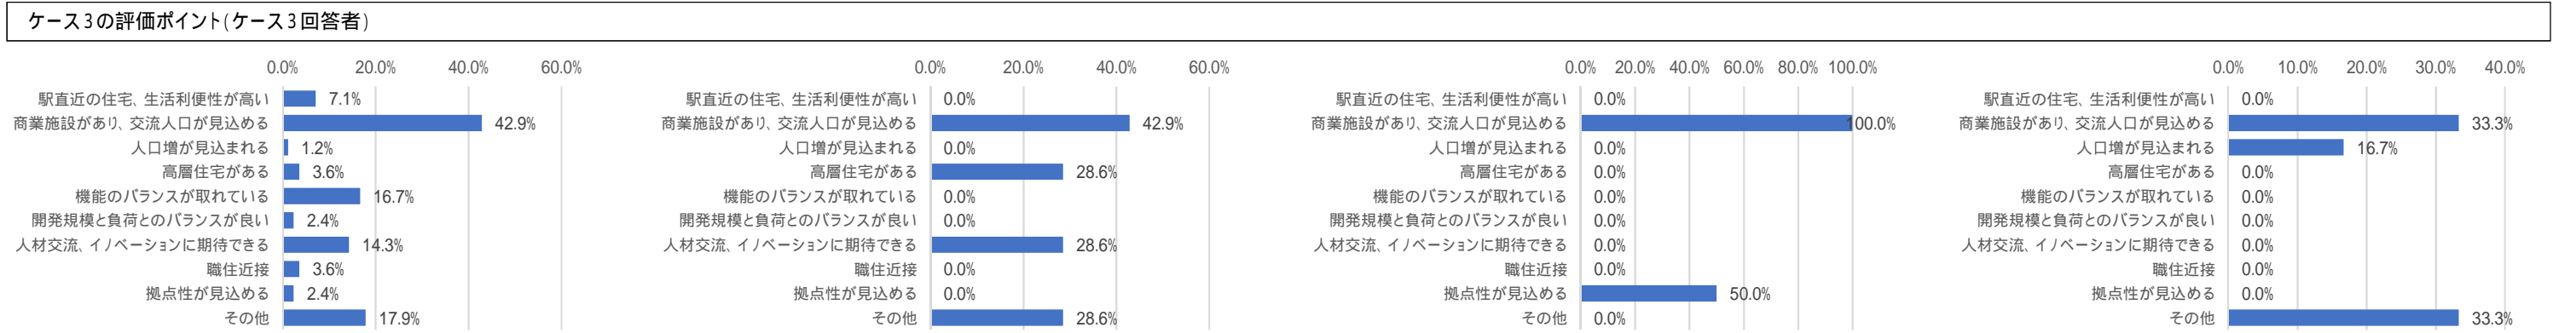 ケース3の評価ポイント(ケース3回答者)
0.0% 20.0% 40.0% 60.0%
駅直近の住宅、生活利便性が高い 7.1%
商業施設があり、交流人口が見込める 42.9%
人口増が見込まれる 1.2%
高層住宅がある 3.6%
機能のバランスが取れている 16.7%
開発規模と負荷とのバランスが良い 2.4%
人材交流、イノベーションに期待できる 14.3%
職住近接 3.6%
拠点性が見込める 2.4%
その他 17.9%
0.0% 20.0% 40.0% 60.0%
駅直近の住宅、生活利便性が高い 0.0%
商業施設があり、交流人口が見込める 42.9%
人口増が見込まれる 0.0%
高層住宅がある 28.6%
機能のバランスが取れている 0.0%
開発規模と負荷とのバランスが良い 0.0%
人材交流、イノベーションに期待できる 28.6%
職住近接 0.0%
拠点性が見込める 0.0%
その他 28.6%
0.0% 20.0% 40.0% 60.0% 80.0% 100.0%
駅直近の住宅、生活利便性が高い 0.0%
商業施設があり、交流人口が見込める 100.0%
人口増が見込まれる 0.0%
高層住宅がある 0.0%
機能のバランスが取れている 0.0%
開発規模と負荷とのバランスが良い 0.0%
人材交流、イノベーションに期待できる 0.0%
職住近接 0.0%
拠点性が見込める 50.0%
その他 0.0%
0.0% 10.0% 20.0% 30.0% 40.0%
駅直近の住宅、生活利便性が高い 0.0%
商業施設があり、交流人口が見込める 33.3%
人口増が見込まれる 16.7%
高層住宅がある 0.0%
機能のバランスが取れている 0.0%
開発規模と負荷とのバランスが良い 0.0%
人材交流、イノベーションに期待できる 0.0%
職住近接 0.0%
拠点性が見込める 0.0%
その他 33.3%